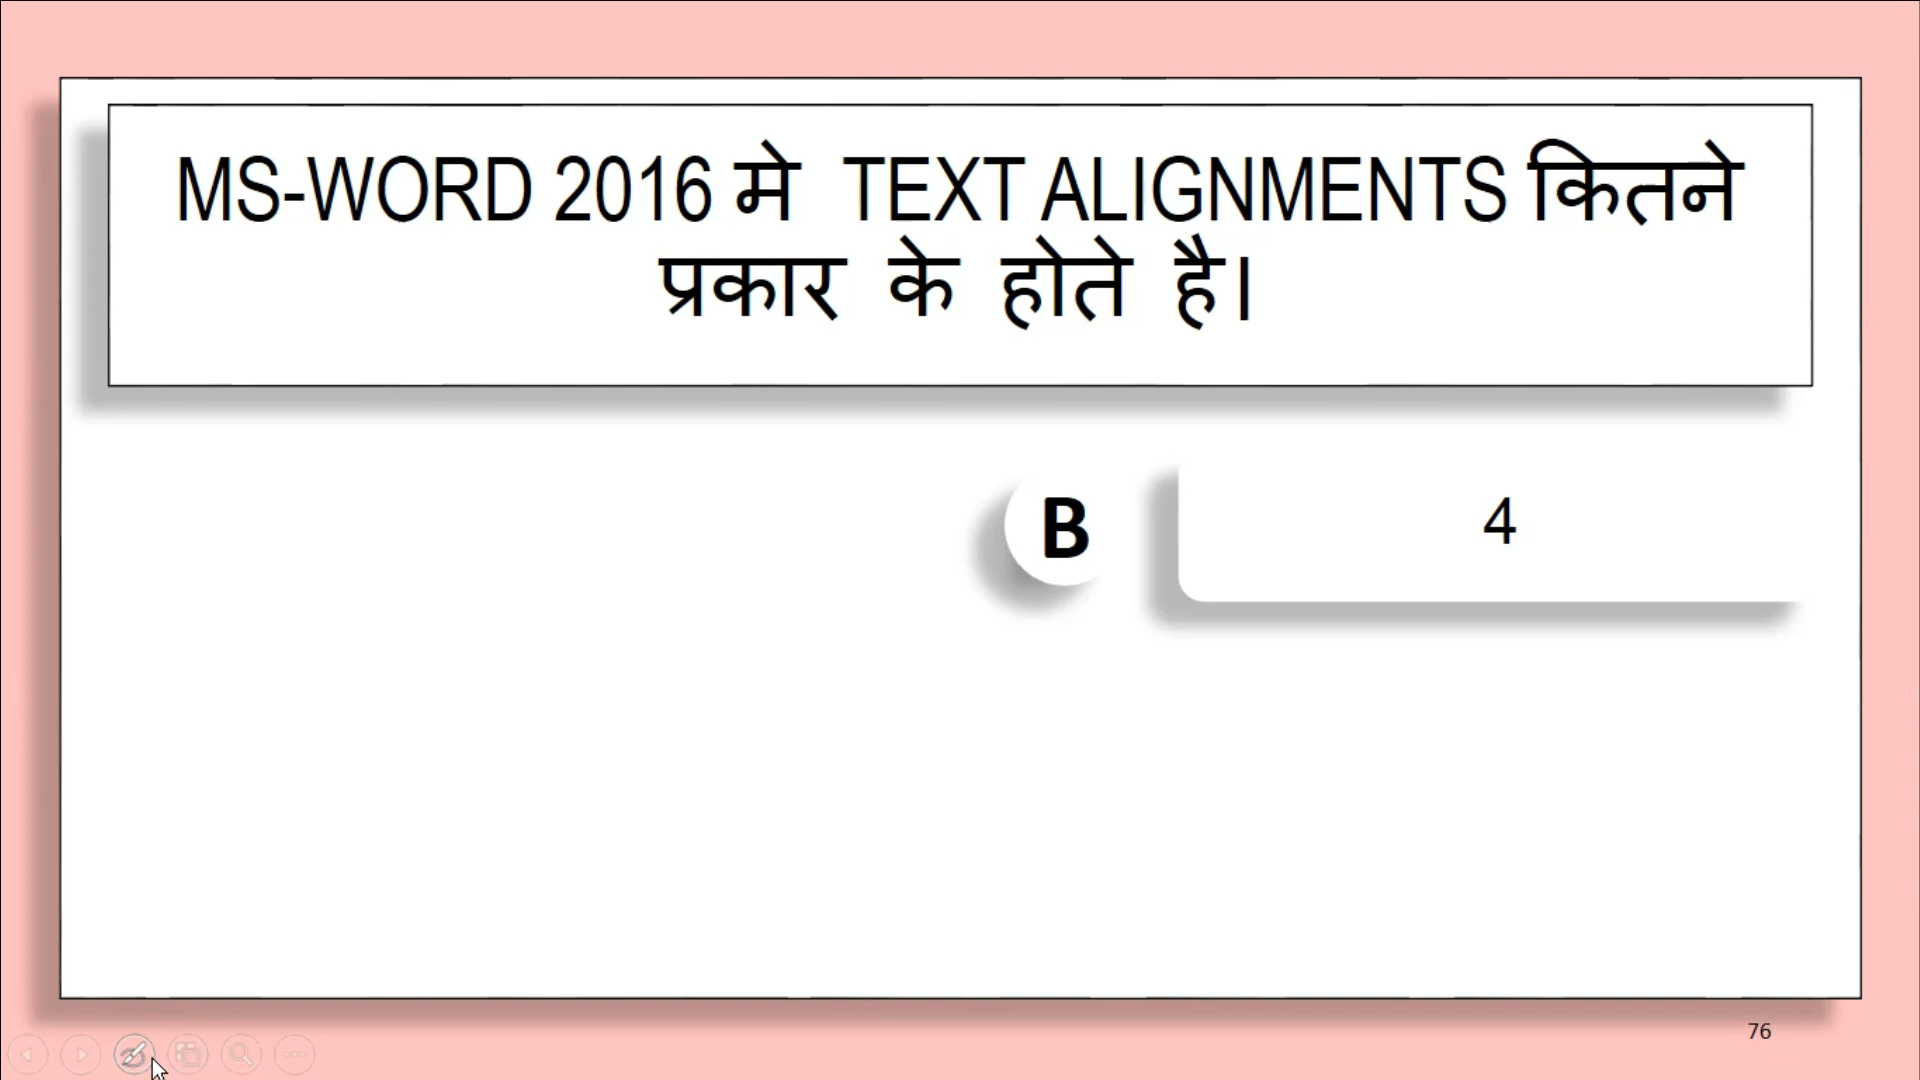 MS-WORD 2016 मे TEXT ALIGNMENTS कितने
प्रकार के होते है।
B 4
76